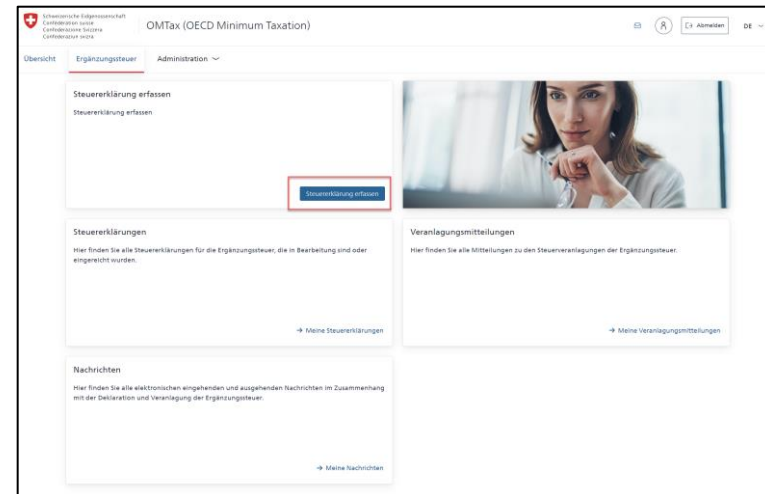 Schweizerische Eidgenossenschaft
Confédération suisse
Confederazione Svizzera
Confederaziun svizra
OMTax (OECD Minimum Taxation)
Abmelden
DE
Übersicht
Ergänzungssteuer
Administration
Steuererklärung erfassen
Steuererklärung erfassen
Steuererklärung erfassen
Steuererklärungen
Hier finden Sie alle Steuererklärungen für die Ergänzungssteuer, die in Bearbeitung sind oder
eingereicht wurden.
→ Meine Steuererklärungen
Veranlagungsmitteilungen
Hier finden Sie alle Mitteilungen zu den Steuerveranlagungen der Ergänzungssteuer.
→ Meine Veranlagungsmitteilungen
Nachrichten
Hier finden Sie alle elektronischen eingehenden und ausgehenden Nachrichten im Zusammenhang
mit der Deklaration und Veranlagung der Ergänzungssteuer.
→ Meine Nachrichten